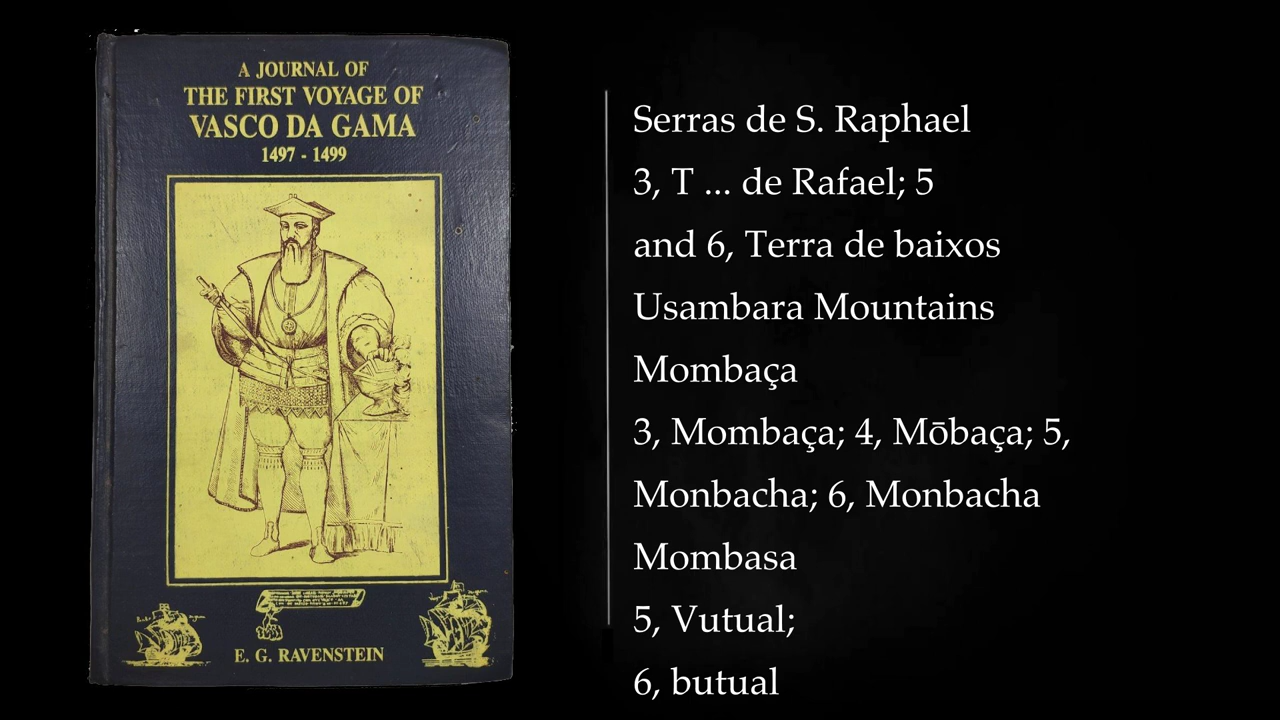 A JOURNAL OF
THE FIRST VOYAGE OF
VASCO DA GAMA
1497 - 1499
E. G. RAVENSTEIN
Serras de S. Raphael
3, T ... de Rafael; 5
and 6, Terra de baixos
Usambara Mountains
Mombaça
3, Mombaça; 4, Mōbaça; 5,
Monbacha; 6, Monbacha
Mombasa
5, Vutual;
6, butual